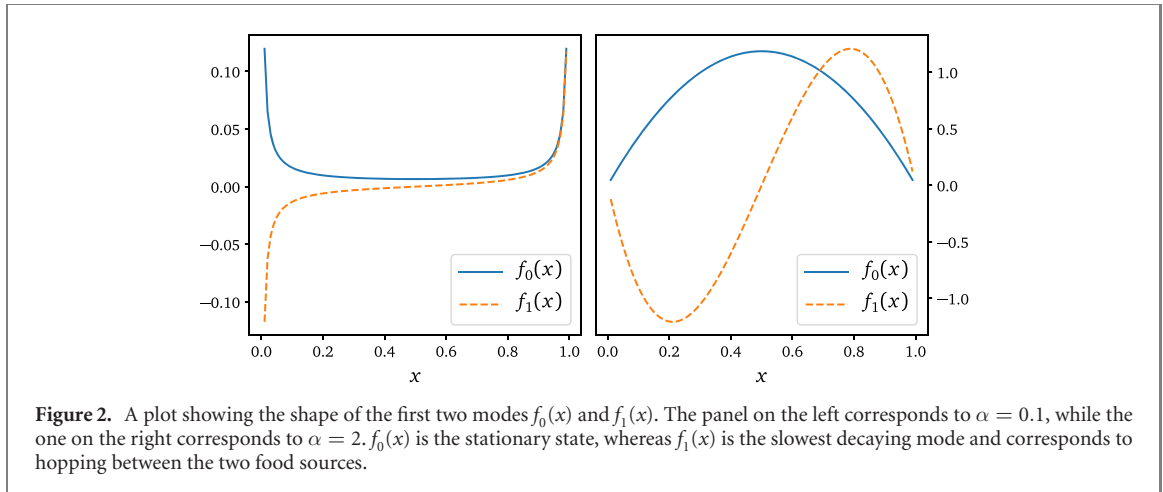 0.10
0.05
0.00
−0.05
−0.10
0.0 0.2 0.4 0.6 0.8 1.0
x
f0(x)
f1(x)
1.0
0.5
0.0
−0.5
−1.0
0.0 0.2 0.4 0.6 0.8 1.0
x
f0(x)
f1(x)
Figure 2. A plot showing the shape of the first two modes f0(x) and f1(x). The panel on the left corresponds to α = 0.1, while the
one on the right corresponds to α = 2. f0(x) is the stationary state, whereas f1(x) is the slowest decaying mode and corresponds to
hopping between the two food sources.